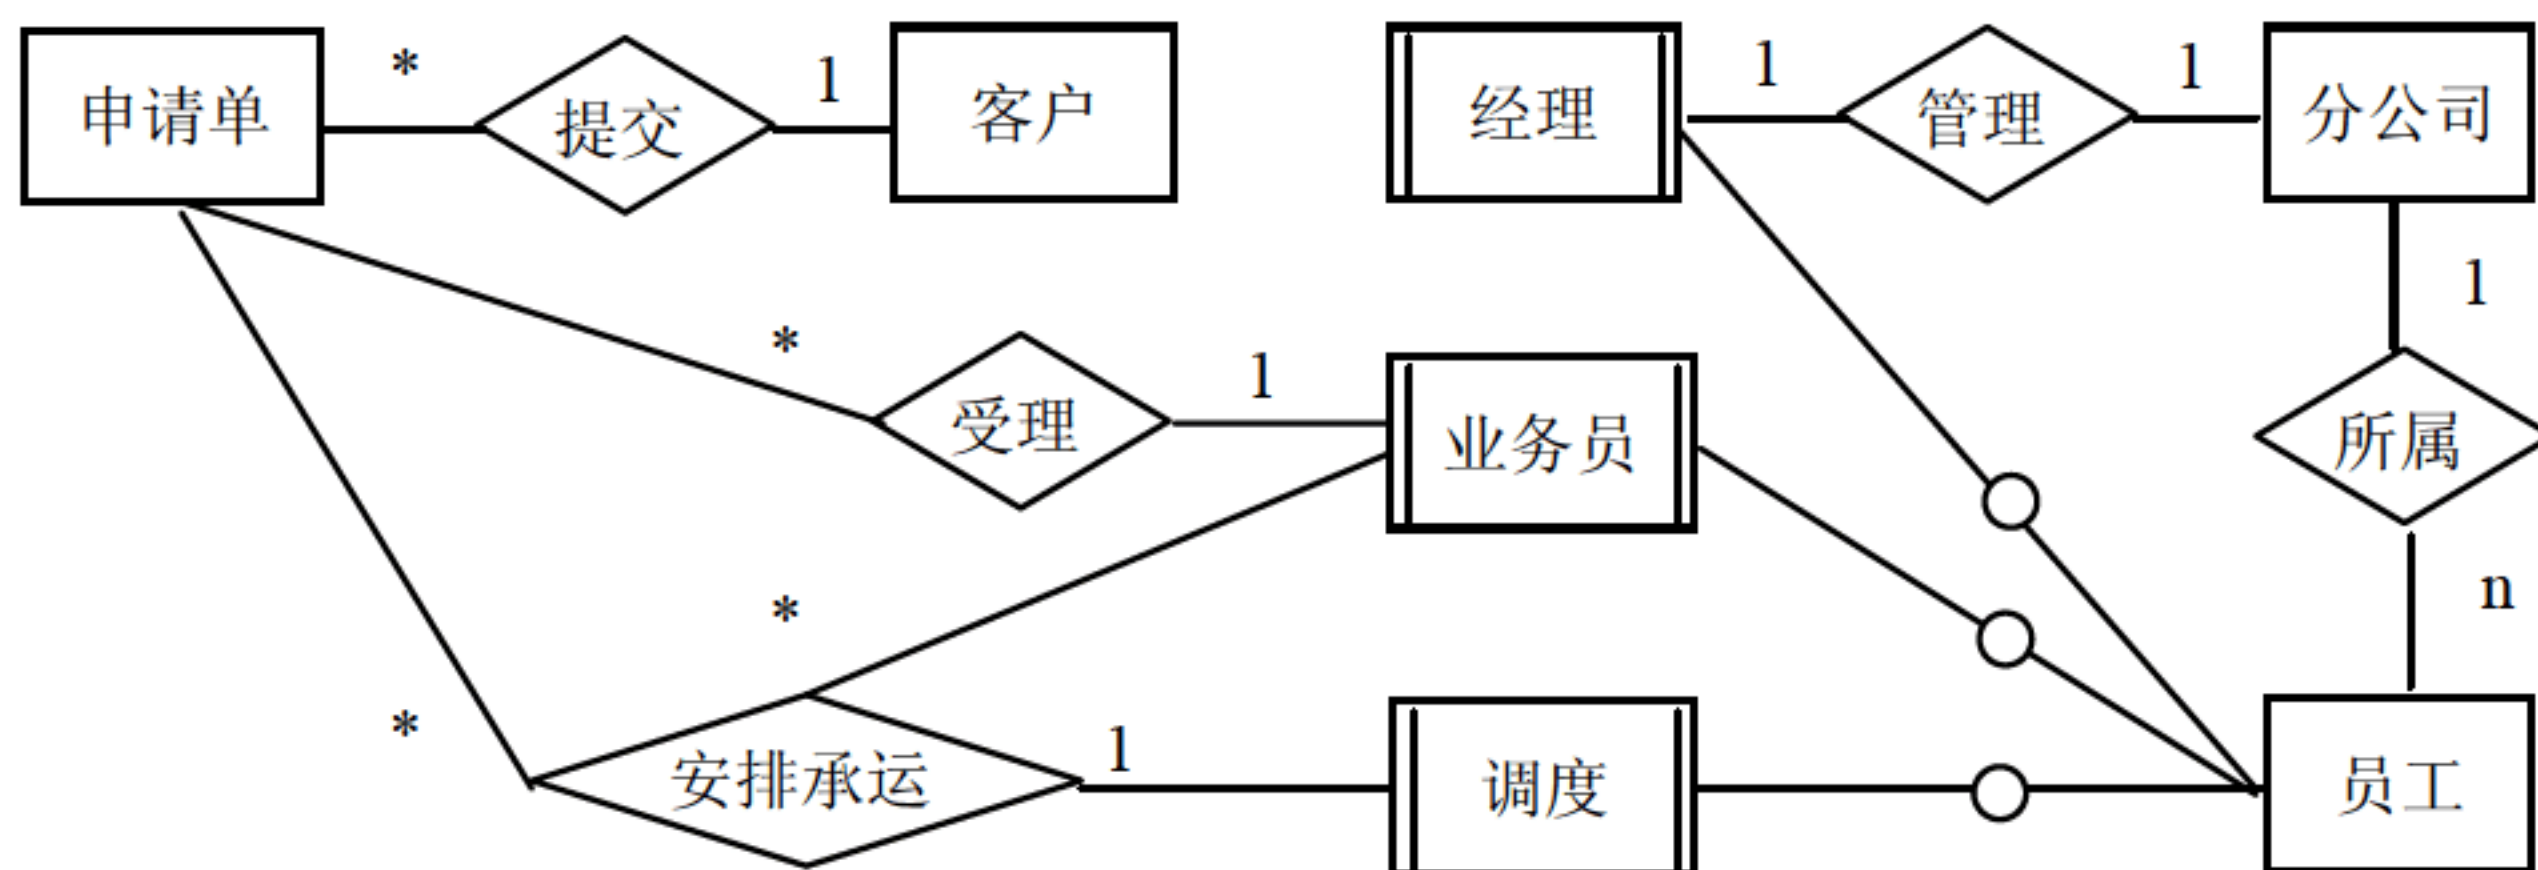 申请单
*
提交
1
客户
经理
1
管理
1
分公司
1
*
受理
1
业务员
所属
*
n
*
安排承运
1
调度
员工